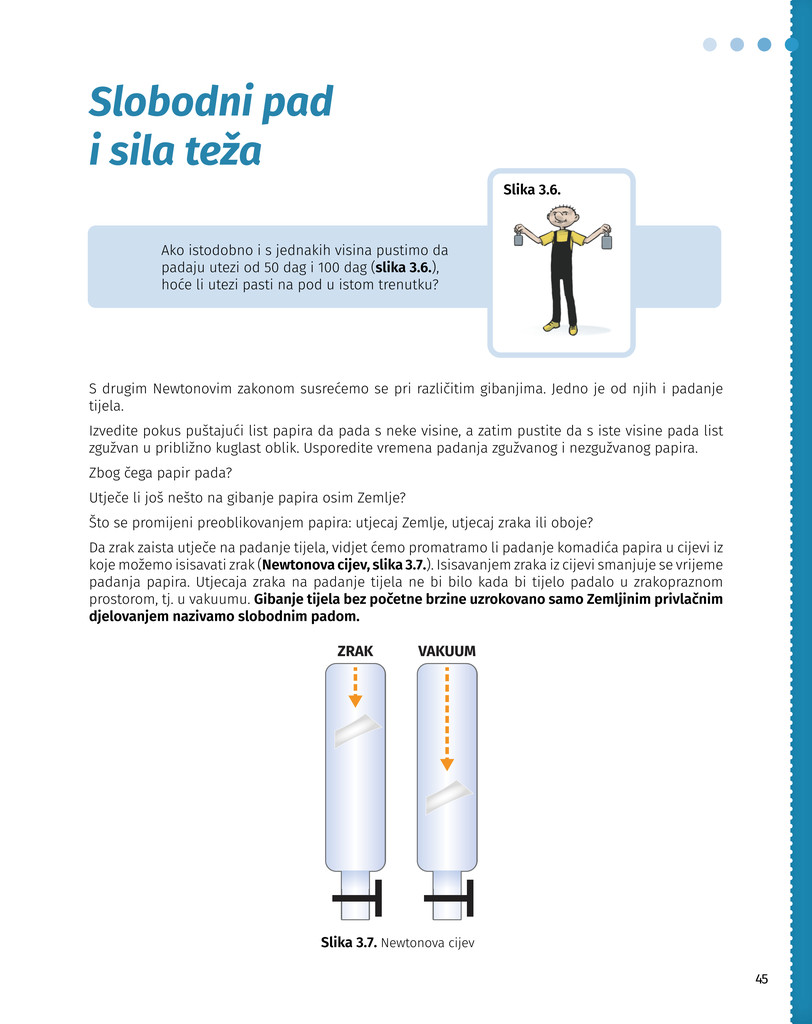 Slobodni pad
i sila teža
Slika 3.6.
Ako istodobno i s jednakih visina pustimo da
padaju utezi od 50 dag i 100 dag (slika 3.6.),
hoće li utezi pasti na pod u istom trenutku?
S drugim Newtonovim zakonom susrećemo se pri različitim gibanjima. Jedno je od njih i padanje
tijela.
Izvedite pokus puštajući list papira da pada s neke visine, a zatim pustite da s iste visine pada list
zgužvan u približno kuglast oblik. Usporedite vremena padanja zgužvanog i nezgužvanog papira.
Zbog čega papir pada?
Utječe li još nešto na gibanje papira osim Zemlje?
Što se promijeni preoblikovanjem papira: utjecaj Zemlje, utjecaj zraka ili oboje?
Da zrak zaista utječe na padanje tijela, vidjet ćemo promatramo li padanje komadića papira u cijevi iz
koje možemo isisavati zrak (Newtonova cijev, slika 3.7.). Isisavanjem zraka iz cijevi smanjuje se vrijeme
padanja papira. Utjecaja zraka na padanje tijela ne bi bilo kada bi tijelo padalo u zrakopraznom
prostorom, tj. u vakuumu. Gibanje tijela bez početne brzine uzrokovano samo Zemljinim privlačnim
djelovanjem nazivamo slobodnim padom.
ZRAK VAKUUM
Slika 3.7. Newtonova cijev
45